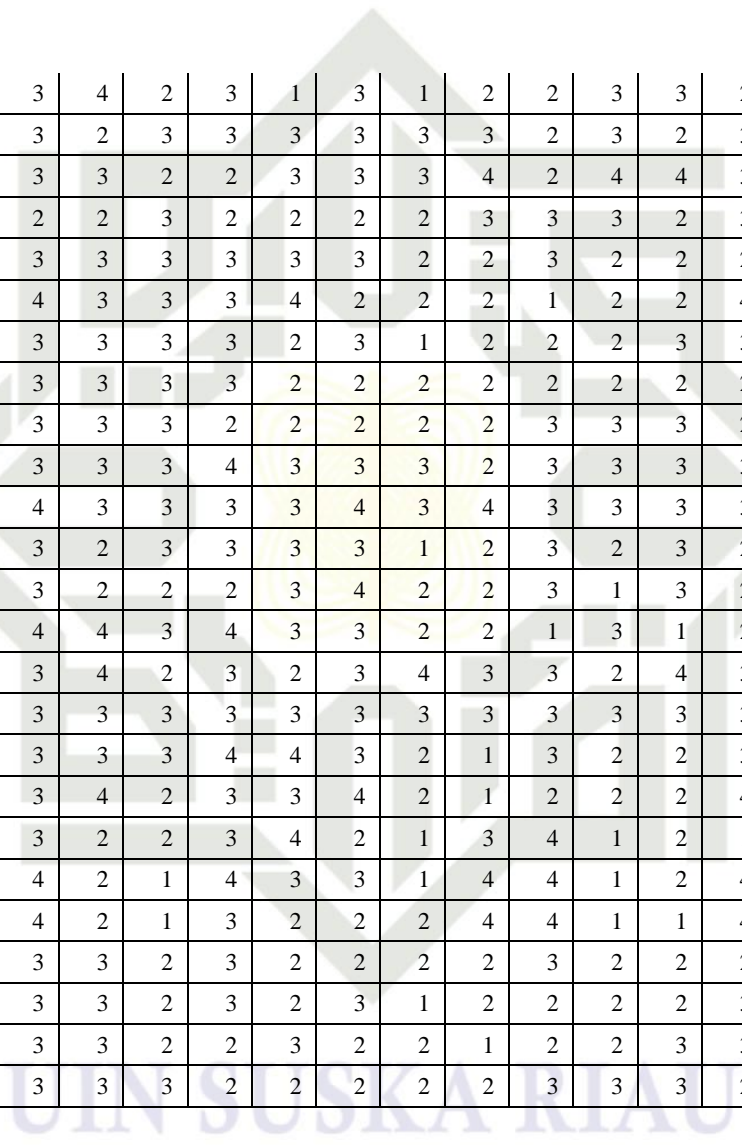 3 4 2 3 1 3 1 2 2 3 3
3 2 3 3 3 3 3 3 2 3 2
3 3 2 2 3 3 3 4 2 4 4
2 2 3 2 2 2 2 3 3 3 2
3 3 3 3 3 3 2 2 3 2 2
4 3 3 3 4 2 2 2 1 2 2
3 3 3 3 2 3 1 2 2 2 3
3 3 3 3 2 2 2 2 2 2 2
3 3 3 2 2 2 2 2 3 3 3
3 3 3 4 3 3 3 2 3 3 3
4 3 3 3 3 4 3 4 3 3 3
3 2 3 3 3 3 1 2 3 2 3
3 2 2 2 3 4 2 2 3 1 3
4 4 3 4 3 3 2 2 1 3 1
3 4 2 3 2 3 4 3 3 2 4
3 3 3 3 3 3 3 3 3 3 3
3 3 3 4 4 3 2 1 3 2 2
3 4 2 3 3 4 2 1 2 2 2
3 2 2 3 4 2 1 3 4 1 2
4 2 1 4 3 3 1 4 4 1 2
4 2 1 3 2 2 2 4 4 1 1
3 3 2 3 2 2 2 2 3 2 2
3 3 2 3 2 3 1 2 2 2 2
3 3 2 2 3 2 2 1 2 2 3
3 3 3 2 2 2 2 2 3 3 3
UIN SUSKA RIAU